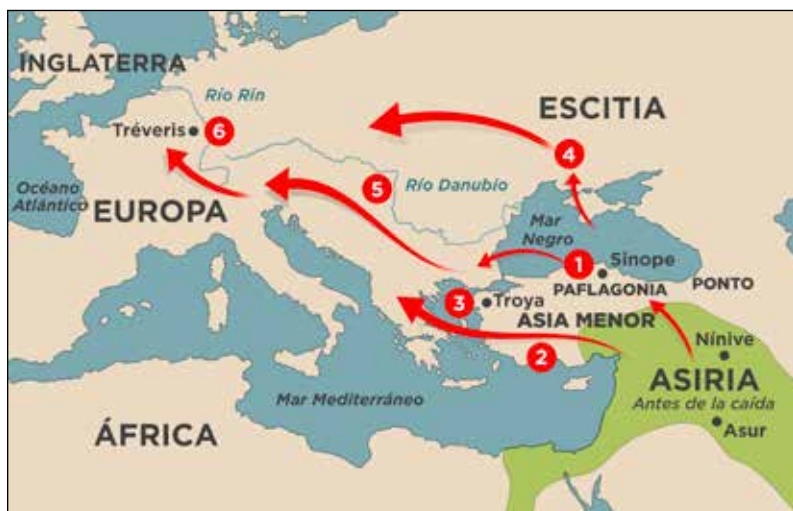 INGLATERRA
Río Rin
ESCITIA
Tréveris
6
4
Océano
Atlántico
EUROPA
5
Río Danubio
Mar
Negro
1
Sinope
PAFLAGONIA
PONTO
3
Troya
ASIA MENOR
Nínive
2
ASIRIA
Antes de la caída
Mar Mediterráneo
Asur
ÁFRICA